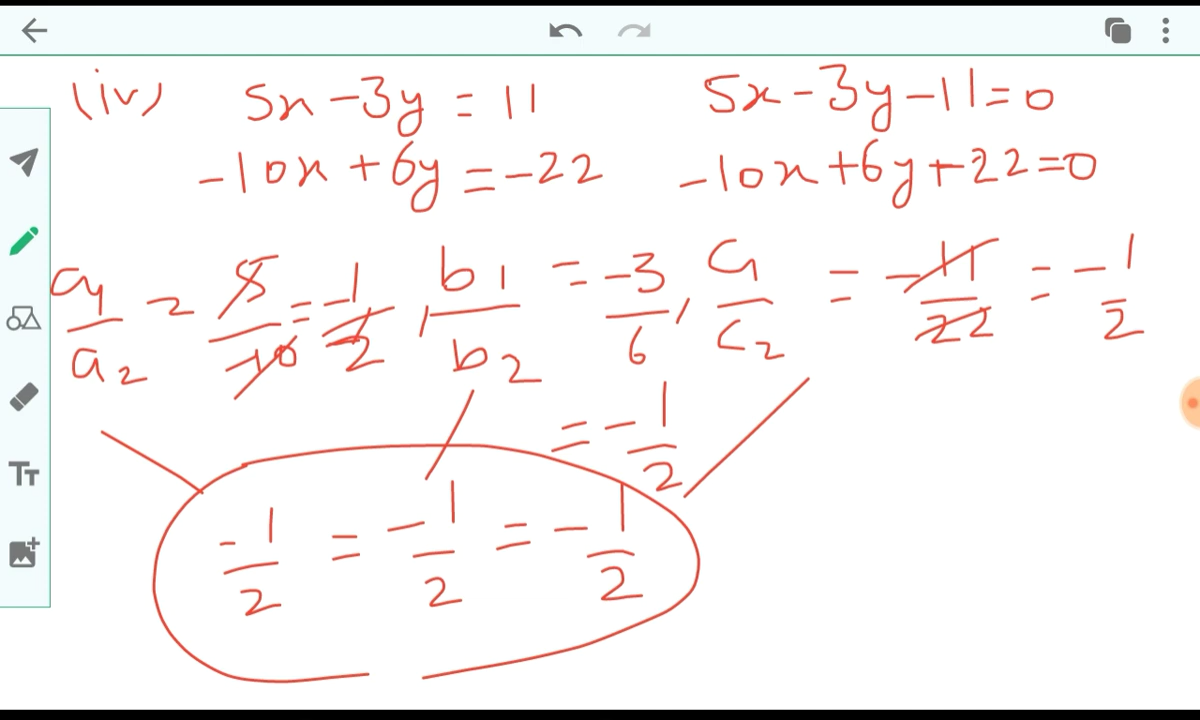 (iv) 5x - 3y = 11 5x - 3y - 11 = 0
-10x + 6y = -22 -10x + 6y + 22 = 0
a1/a2 = 5/-10 = -1/2, b1/b2 = -3/6, c1/c2 = -11/22 = -1/2
= -1/2
-1/2 = -1/2 = -1/2
TT